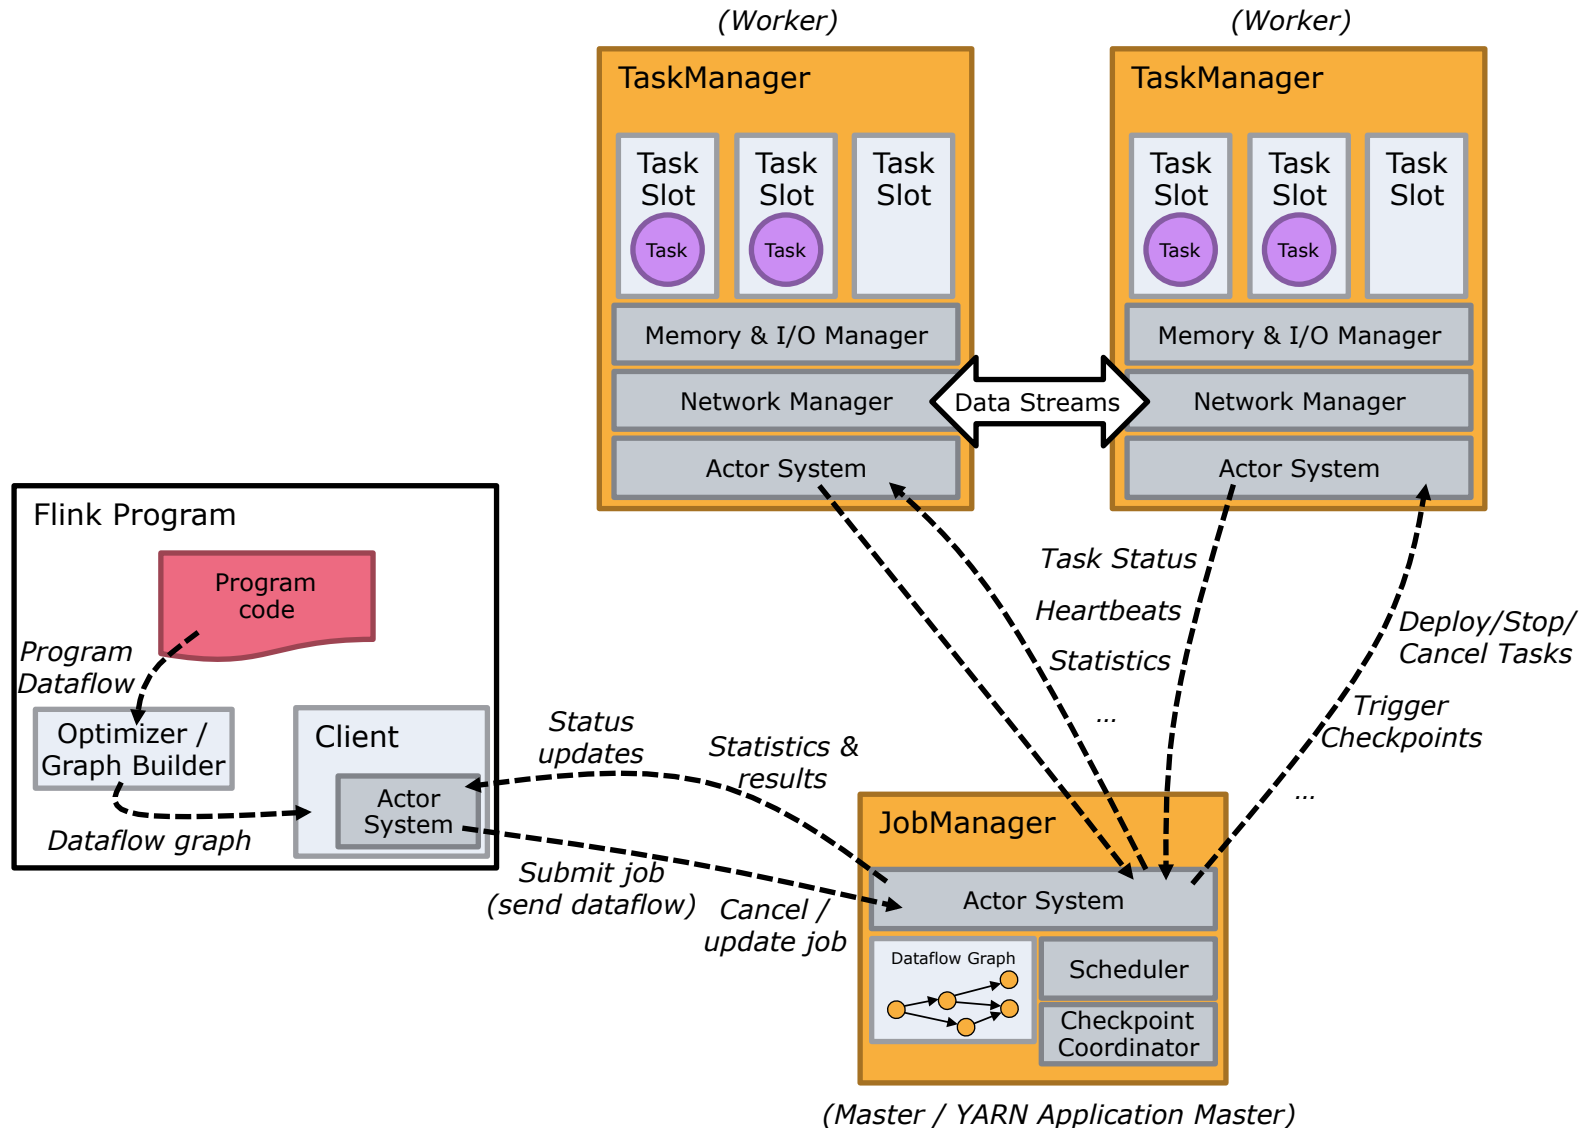 (Worker)
TaskManager
Task
Slot
Task
Task
Slot
Task
Task
Slot
Memory & I/O Manager
Network Manager
Actor System
(Worker)
TaskManager
Task
Slot
Task
Task
Slot
Task
Task
Slot
Memory & I/O Manager
Network Manager
Actor System
Data Streams
Flink Program
Program
code
Program
Dataflow
Optimizer /
Graph Builder
Dataflow graph
Client
Actor
System
Status
updates
Statistics &
results
Submit job
(send dataflow)
Cancel /
update job
Task Status
Heartbeats
Statistics
...
Deploy/Stop/
Cancel Tasks
Trigger
Checkpoints
...
JobManager
Actor System
Dataflow Graph
Scheduler
Checkpoint
Coordinator
(Master / YARN Application Master)